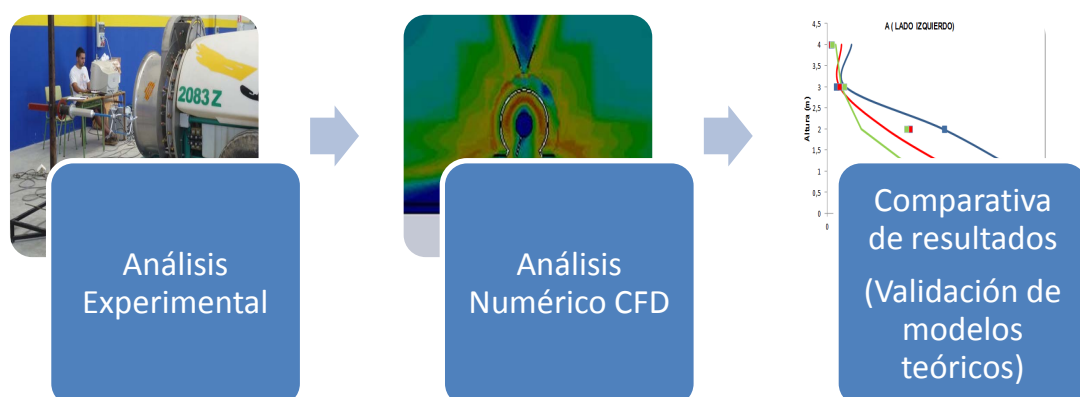 2083 Z
Análisis
Experimental
Análisis
Numérico CFD
A ( LADO IZQUIERDO)
Altura (m)
4,5
4
3,5
3
2,5
2
1,5
1
0,5
0
0
Comparativa
de resultados
(Validación de
modelos
teóricos)